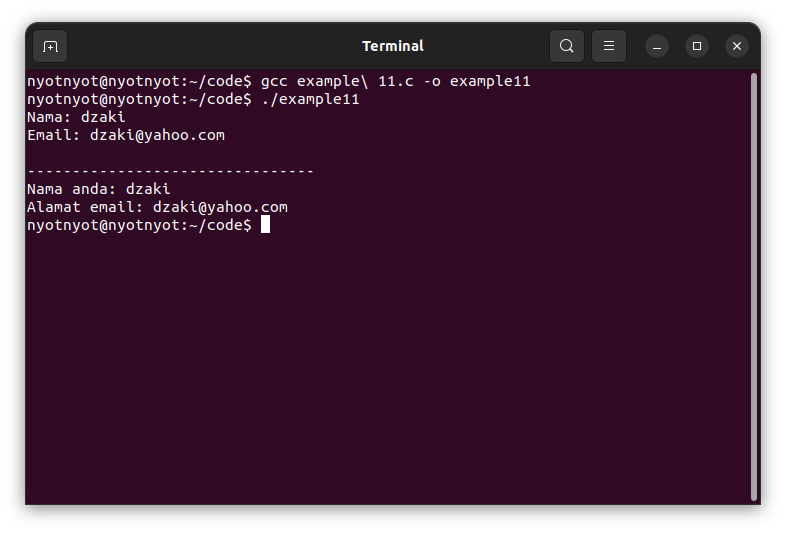 Terminal
nyotnyot@nyotnyot:~/code$ gcc example\ 11.c -o example11
nyotnyot@nyotnyot:~/code$ ./example11
Nama: dzaki
Email: dzaki@yahoo.com
--------------------------------
Nama anda: dzaki
Alamat email: dzaki@yahoo.com
nyotnyot@nyotnyot:~/code$